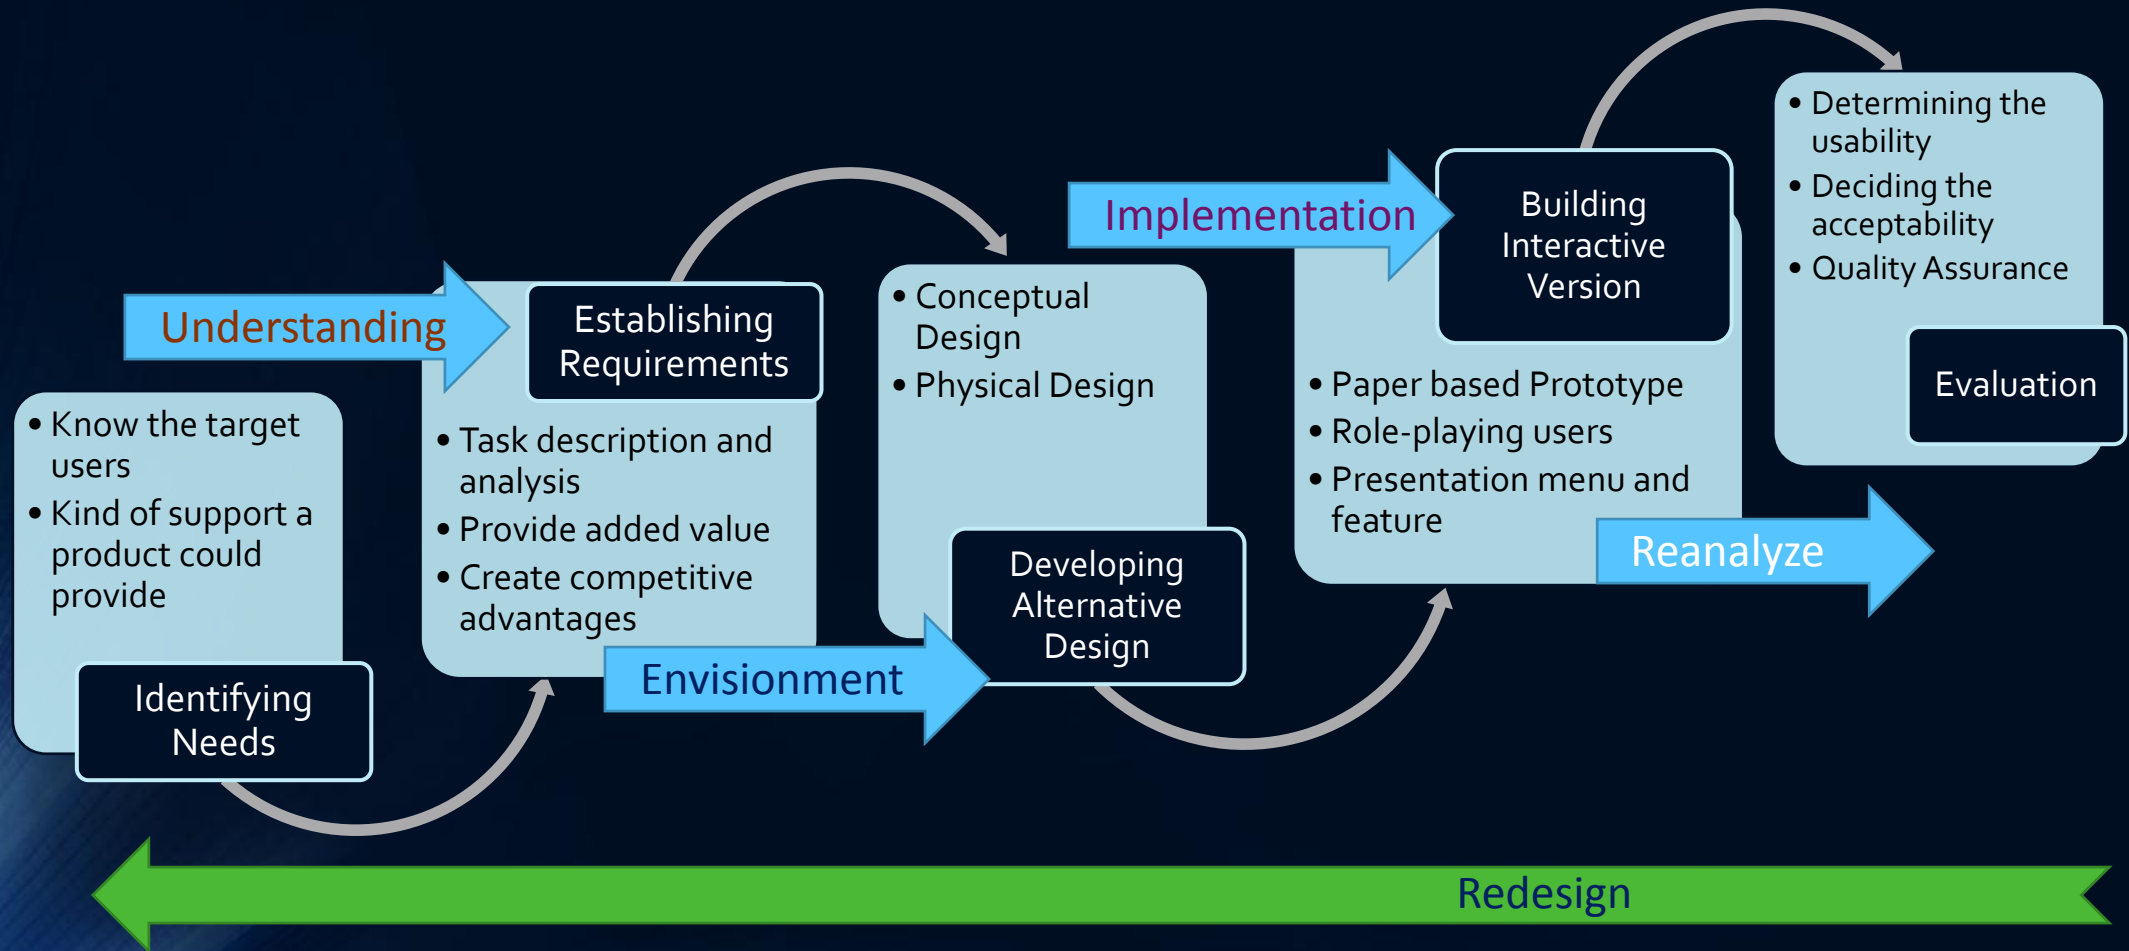 Understanding
• Know the target
users
• Kind of support a
product could
provide
Identifying
Needs
Establishing
Requirements
• Task description and
analysis
• Provide added value
• Create competitive
advantages
Envisionment
• Conceptual
Design
• Physical Design
Developing
Alternative
Design
Implementation
Building
Interactive
Version
• Paper based Prototype
• Role-playing users
• Presentation menu and
feature
Reanalyze
• Determining the
usability
• Deciding the
acceptability
• Quality Assurance
Evaluation
Redesign